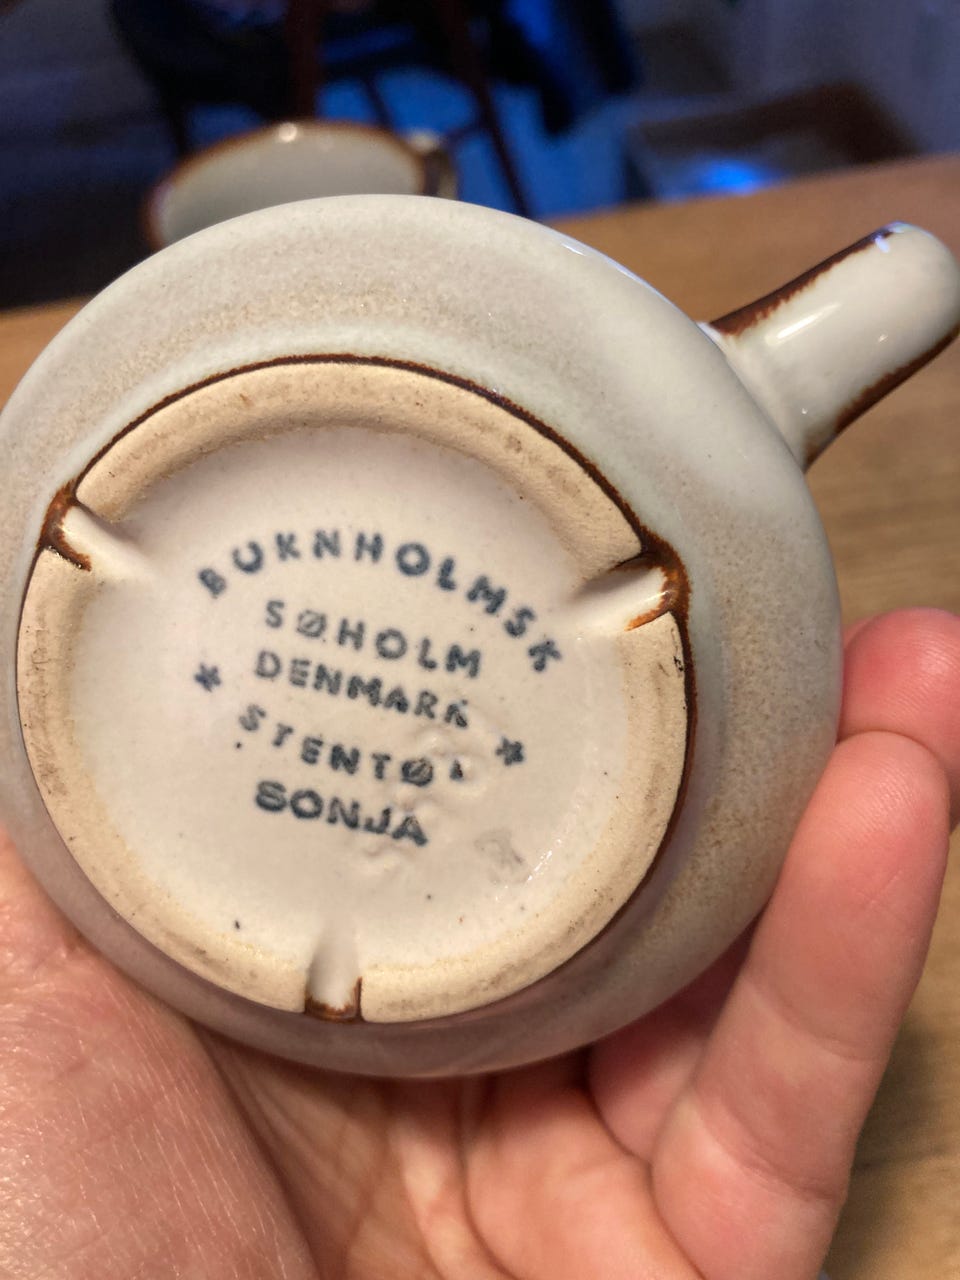 BORNHOLMSK
SØHOLM
DENMARK
STENTØJ
SONJA